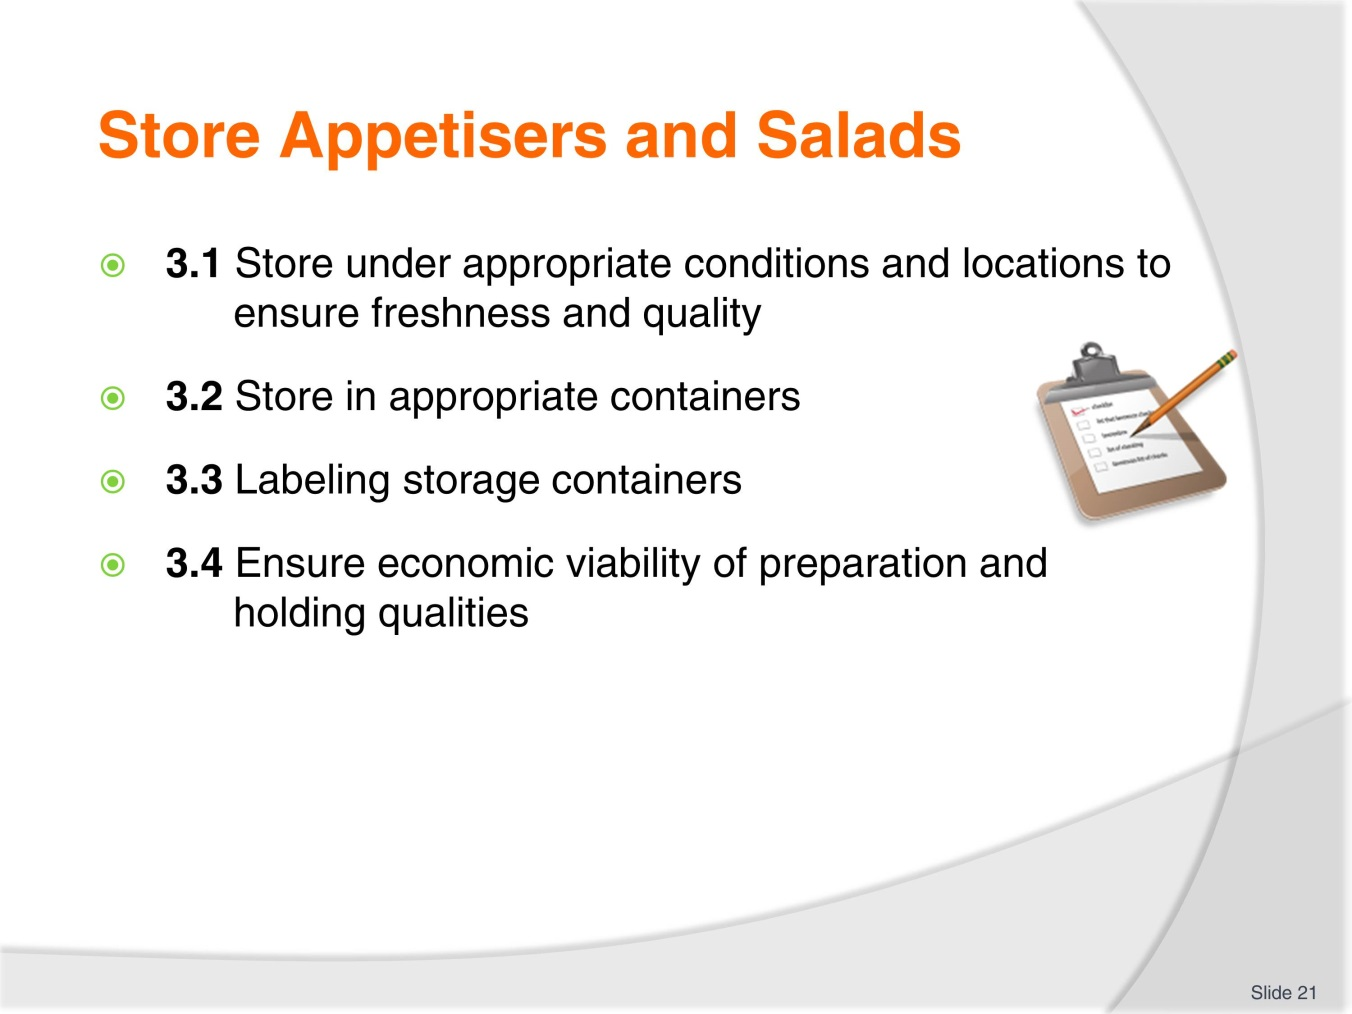 Store Appetisers and Salads
3.1 Store under appropriate conditions and locations to
ensure freshness and quality
3.2 Store in appropriate containers
3.3 Labeling storage containers
3.4 Ensure economic viability of preparation and
holding qualities
checklist
Slide 21